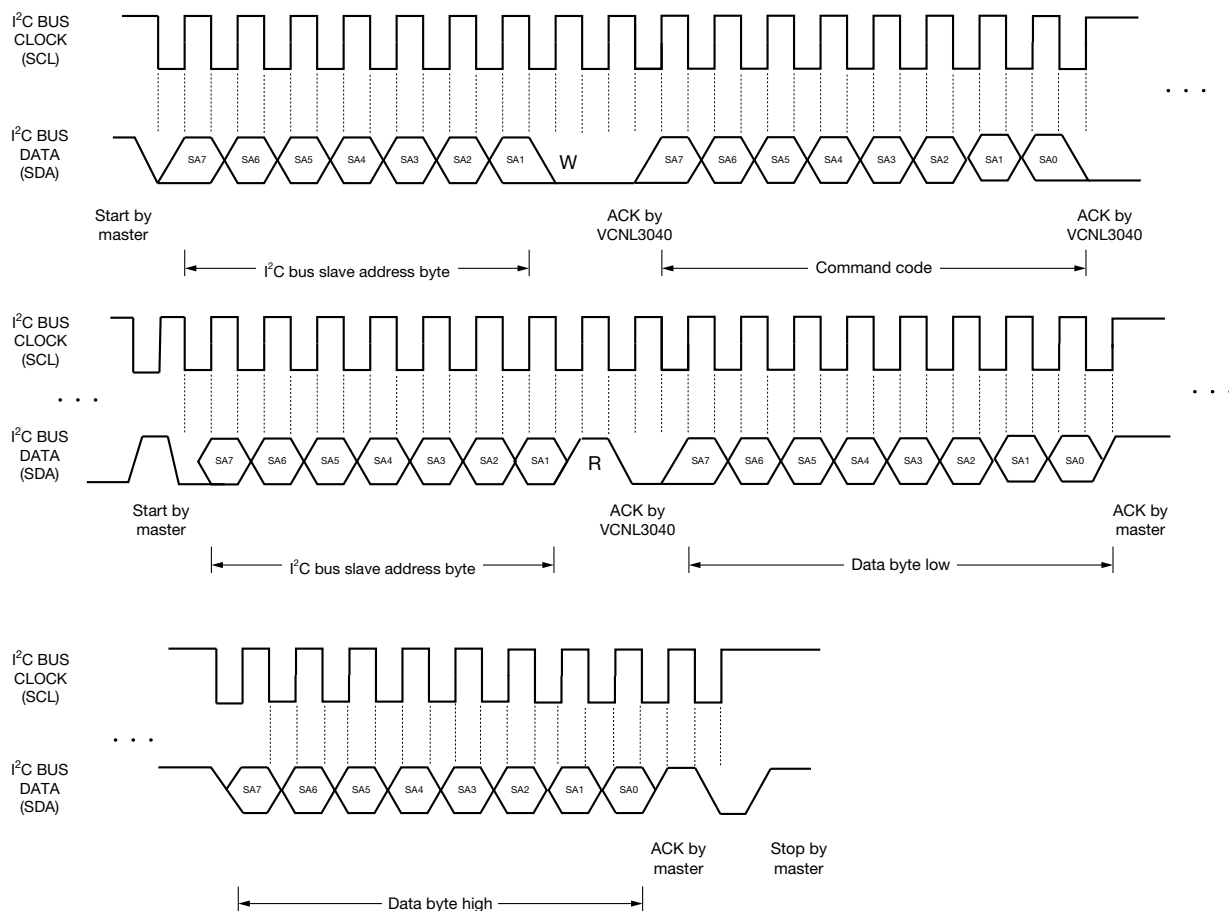 I²C BUS
CLOCK
(SCL)
. . .
I²C BUS
DATA
(SDA)
SA7 SA6 SA5 SA4 SA3 SA2 SA1 W SA7 SA6 SA5 SA4 SA3 SA2 SA1 SA0
Start by
master
ACK by
VCNL3040
ACK by
VCNL3040
I²C bus slave address byte
Command code
I²C BUS
CLOCK
(SCL)
. . .
. . .
I²C BUS
DATA
(SDA)
SA7 SA6 SA5 SA4 SA3 SA2 SA1 R SA7 SA6 SA5 SA4 SA3 SA2 SA1 SA0
Start by
master
ACK by
VCNL3040
ACK by
master
I²C bus slave address byte
Data byte low
I²C BUS
CLOCK
(SCL)
. . .
I²C BUS
DATA
(SDA)
SA7 SA6 SA5 SA4 SA3 SA2 SA1 SA0
ACK by
master
Stop by
master
Data byte high